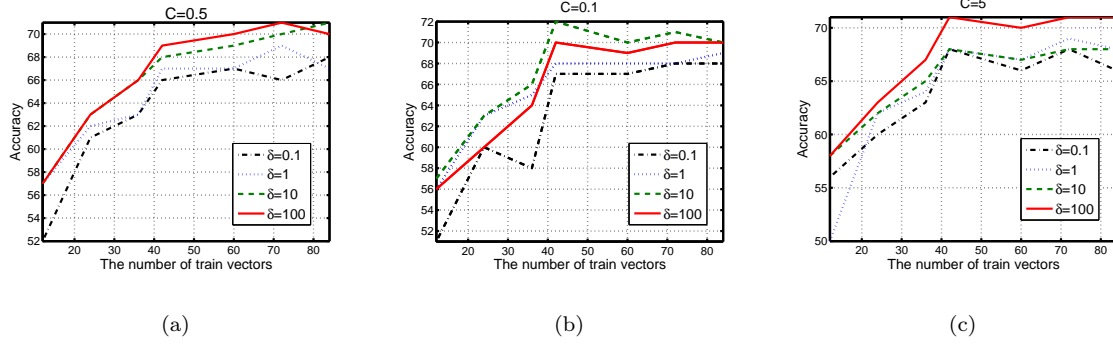 C=0.5
Accuracy
70
68
66
64
62
60
58
56
54
52
20 30 40 50 60 70 80
The number of train vectors
δ=0.1
δ=1
δ=10
δ=100
(a)
C=0.1
Accuracy
72
70
68
66
64
62
60
58
56
54
52
20 30 40 50 60 70 80
The number of train vectors
δ=0.1
δ=1
δ=10
δ=100
(b)
C=5
Accuracy
70
65
60
55
50
20 30 40 50 60 70 80
The number of train vectors
δ=0.1
δ=1
δ=10
δ=100
(c)